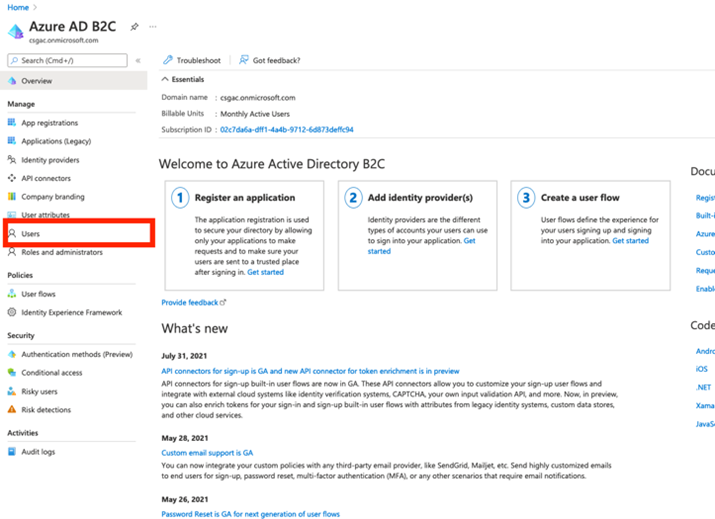 Home >
Azure AD B2C
csgac.onmicrosoft.com
Search (Cmd+/)
Overview
Manage
App registrations
Applications (Legacy)
Identity providers
API connectors
Company branding
User attributes
Users
Roles and administrators
Policies
User flows
Identity Experience Framework
Security
Authentication methods (Preview)
Conditional access
Risky users
Risk detections
Activities
Audit logs
Troubleshoot
Got feedback?
Essentials
Domain name : csgac.onmicrosoft.com
Billable Units : Monthly Active Users
Subscription ID : 02c7da6a-dff1-4a4b-9712-6d873deffc94
Welcome to Azure Active Directory B2C
1 Register an application
The application registration is used
to secure your directory by allowing
only your applications to make
requests and to make sure your
users are sent to a trusted place
after signing in. Get started
2 Add identity provider(s)
Identity providers are the different
types of accounts your users can use
to sign into your application. Get
started
3 Create a user flow
User flows define the experience for
your users signing up and signing
into your application. Get started
Provide feedback
What's new
July 31, 2021
API connectors for sign-up is GA and new API connector for token enrichment is in preview
API connectors for sign-up built-in user flows are now in GA. These API connectors allow you to customize your sign-up user flows and
integrate with external cloud systems like identity verification systems, CAPTCHA, your own input validation API, and more. Now, in preview,
you can also enrich tokens for your sign-in and sign-up built-in user flows with attributes from legacy identity systems, custom data stores,
and other cloud services.
May 28, 2021
Custom email support is GA
You can now integrate your custom policies with any third-party email provider, like SendGrid, Mailjet, etc. Send highly customized emails
to end users for sign-up, password reset, multi-factor authentication (MFA), or any other scenarios that require email notifications.
May 26, 2021
Password Reset is GA for next generation of user flows
Docu
Regist
Built-i
Azure
Custo
Reque
Enabl
Code
Andro
iOS
.NET
Xama
JavaS